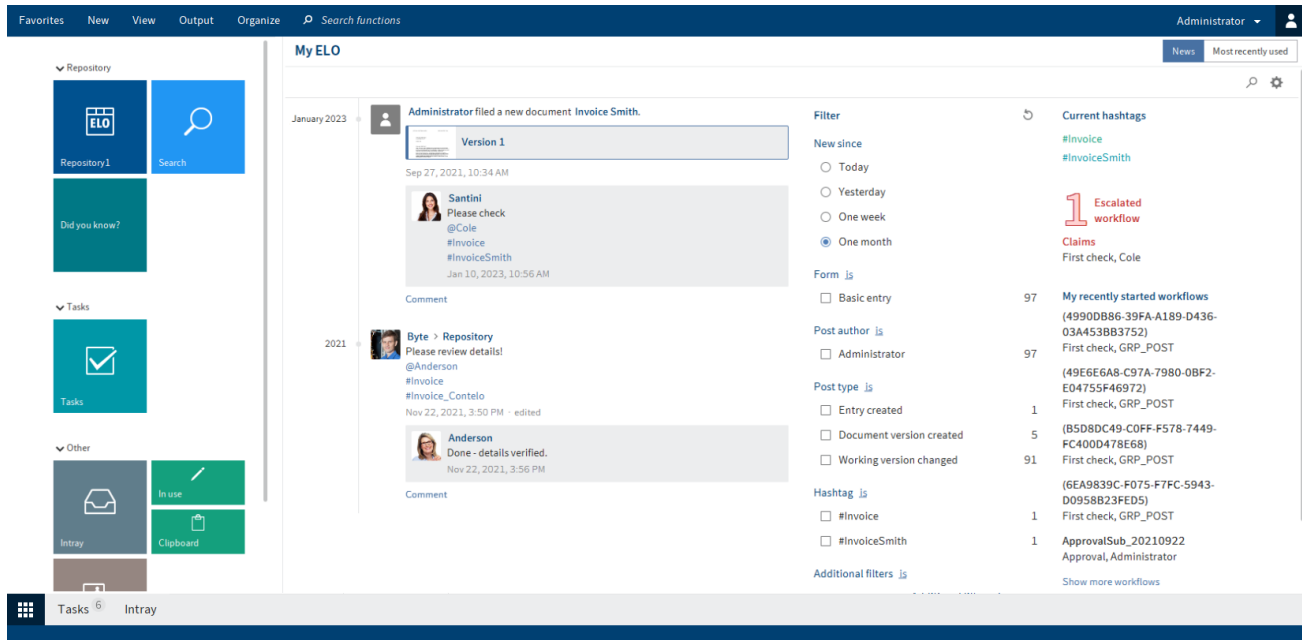 Favorites New View Output Organize Search functions Administrator
My ELO
News Most recently used
Repository
ELO
Repository1
Search
Did you know?
Tasks
Tasks
Other
Intray
In use
Clipboard
January 2023
Administrator filed a new document Invoice Smith.
Version 1
Sep 27, 2021, 10:34 AM
Santini
Please check
@Cole
#Invoice
#InvoiceSmith
Jan 10, 2023, 10:56 AM
Comment
2021
Byte > Repository
Please review details!
@Anderson
#Invoice
#Invoice_Contelo
Nov 22, 2021, 3:50 PM · edited
Anderson
Done - details verified.
Nov 22, 2021, 3:56 PM
Comment
Filter
New since
Today
Yesterday
One week
One month
Form is
Basic entry 97
Post author is
Administrator 97
Post type is
Entry created 1
Document version created 5
Working version changed 91
Hashtag is
#Invoice 1
#InvoiceSmith 1
Additional filters is
Current hashtags
#Invoice
#InvoiceSmith
1 Escalated
workflow
Claims
First check, Cole
My recently started workflows
(4990DB86-39FA-A189-D436-
03A453BB3752)
First check, GRP_POST
(49E6E6A8-C97A-7980-0BF2-
E04755F46972)
First check, GRP_POST
(B5D8DC49-C0FF-F578-7449-
FC400D478E68)
First check, GRP_POST
(6EA9839C-F075-F7FC-5943-
D0958B23FED5)
First check, GRP_POST
ApprovalSub_20210922
Approval, Administrator
Show more workflows
Tasks 6 Intray